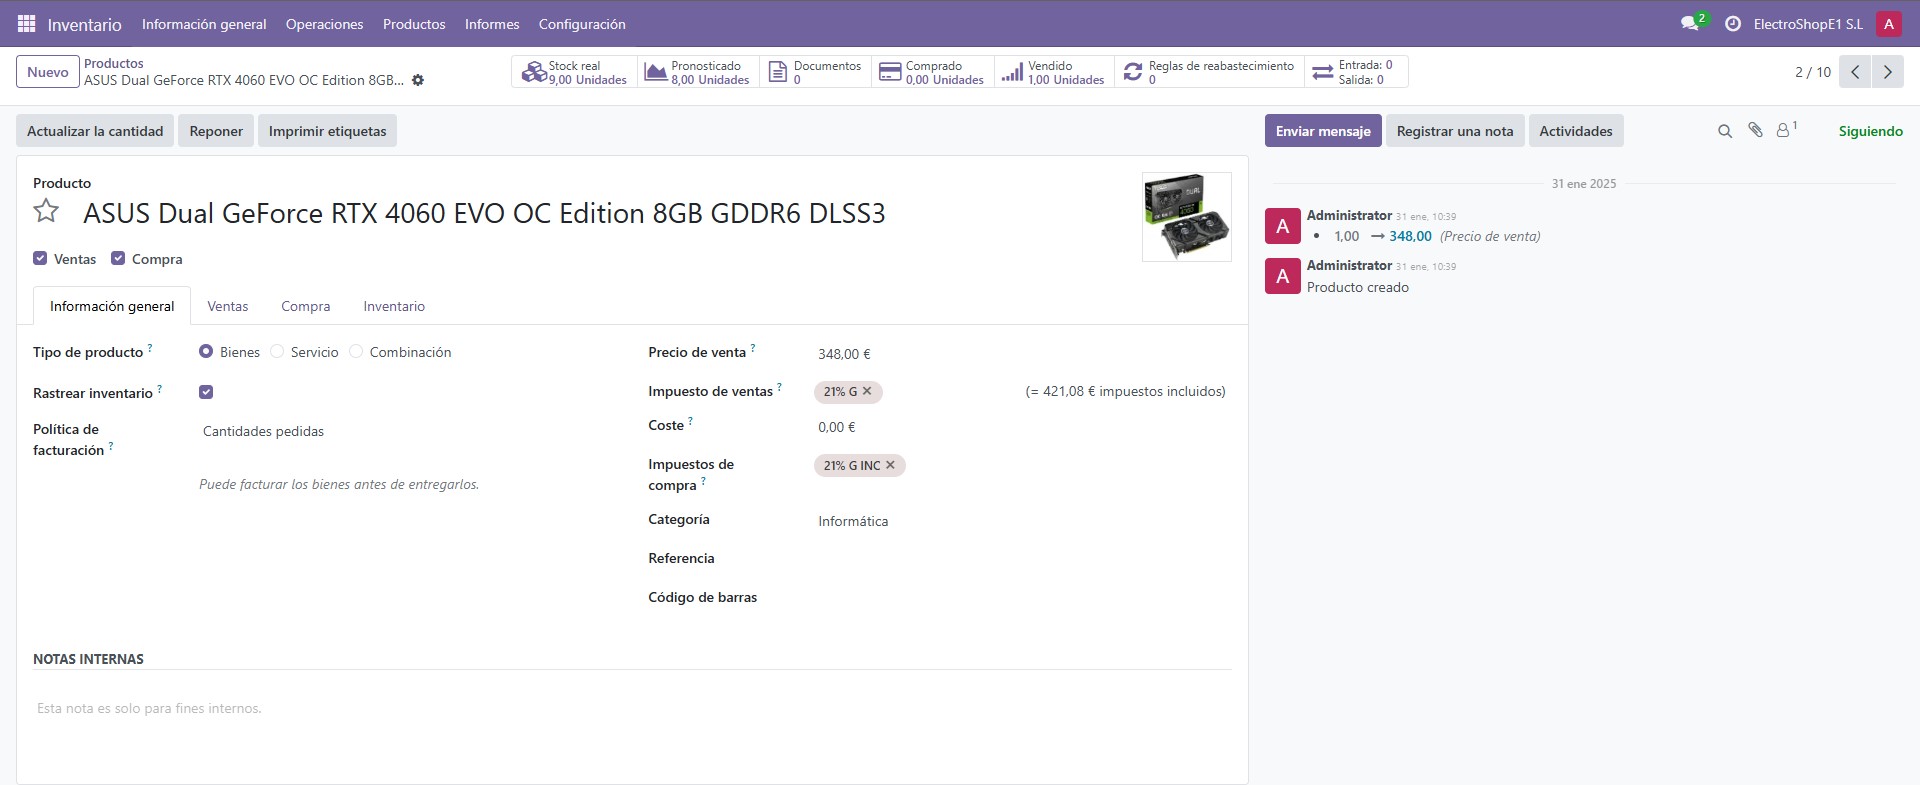 Inventario Información general Operaciones Productos Informes Configuración 2 ElectroShopE1 S.L A
Nuevo
Productos
ASUS Dual GeForce RTX 4060 EVO OC Edition 8GB...
Stock real
9,00 Unidades
Pronosticado
8,00 Unidades
Documentos
0
Comprado
0,00 Unidades
Vendido
1,00 Unidades
Reglas de reabastecimiento
0
Entrada: 0
Salida: 0
2 / 10
Actualizar la cantidad Reponer Imprimir etiquetas
Enviar mensaje Registrar una nota Actividades 1 Siguiendo
Producto
ASUS Dual GeForce RTX 4060 EVO OC Edition 8GB GDDR6 DLSS3
Ventas Compra
Información general Ventas Compra Inventario
Tipo de producto ? Bienes Servicio Combinación
Rastrear inventario ?
Política de
facturación ?
Cantidades pedidas
Puede facturar los bienes antes de entregarlos.
Precio de venta ? 348,00 €
Impuesto de ventas ? 21% G ✕ (= 421,08 € impuestos incluidos)
Coste ? 0,00 €
Impuestos de
compra ?
21% G INC ✕
Categoría Informática
Referencia
Código de barras
NOTAS INTERNAS
Esta nota es solo para fines internos.
31 ene 2025
A
Administrator 31 ene, 10:39
• 1,00 → 348,00 (Precio de venta)
A
Administrator 31 ene, 10:39
Producto creado